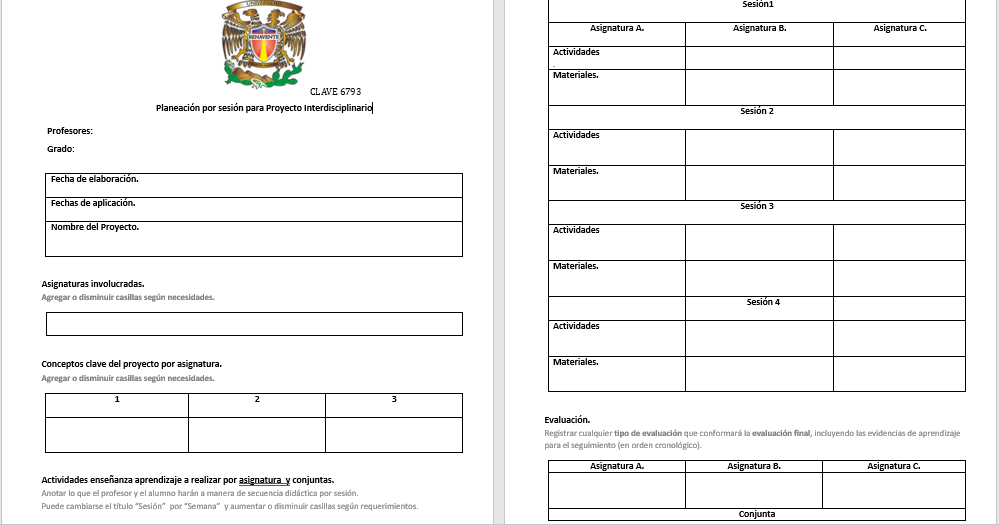 UNIVERSIDAD
BENAVENTE
CLAVE 6793
Planeación por sesión para Proyecto Interdisciplinario
Profesores:
Grado:
Fecha de elaboración.
Fechas de aplicación.
Nombre del Proyecto.
Asignaturas involucradas.
Agregar o disminuir casillas según necesidades.
Conceptos clave del proyecto por asignatura.
Agregar o disminuir casillas según necesidades.
1 2 3
Actividades enseñanza aprendizaje a realizar por asignatura y conjuntas.
Anotar lo que el profesor y el alumno harán a manera de secuencia didáctica por sesión.
Puede cambiarse el título “Sesión” por “Semana” y aumentar o disminuir casillas según requerimientos.
Sesión1
Asignatura A. Asignatura B. Asignatura C.
Actividades
.
Materiales.
Sesión 2
Actividades
Materiales.
Sesión 3
Actividades
Materiales.
Sesión 4
Actividades
Materiales.
Evaluación.
Registrar cualquier tipo de evaluación que conformará la evaluación final, incluyendo las evidencias de aprendizaje
para el seguimiento (en orden cronológico).
Asignatura A. Asignatura B. Asignatura C.
Conjunta